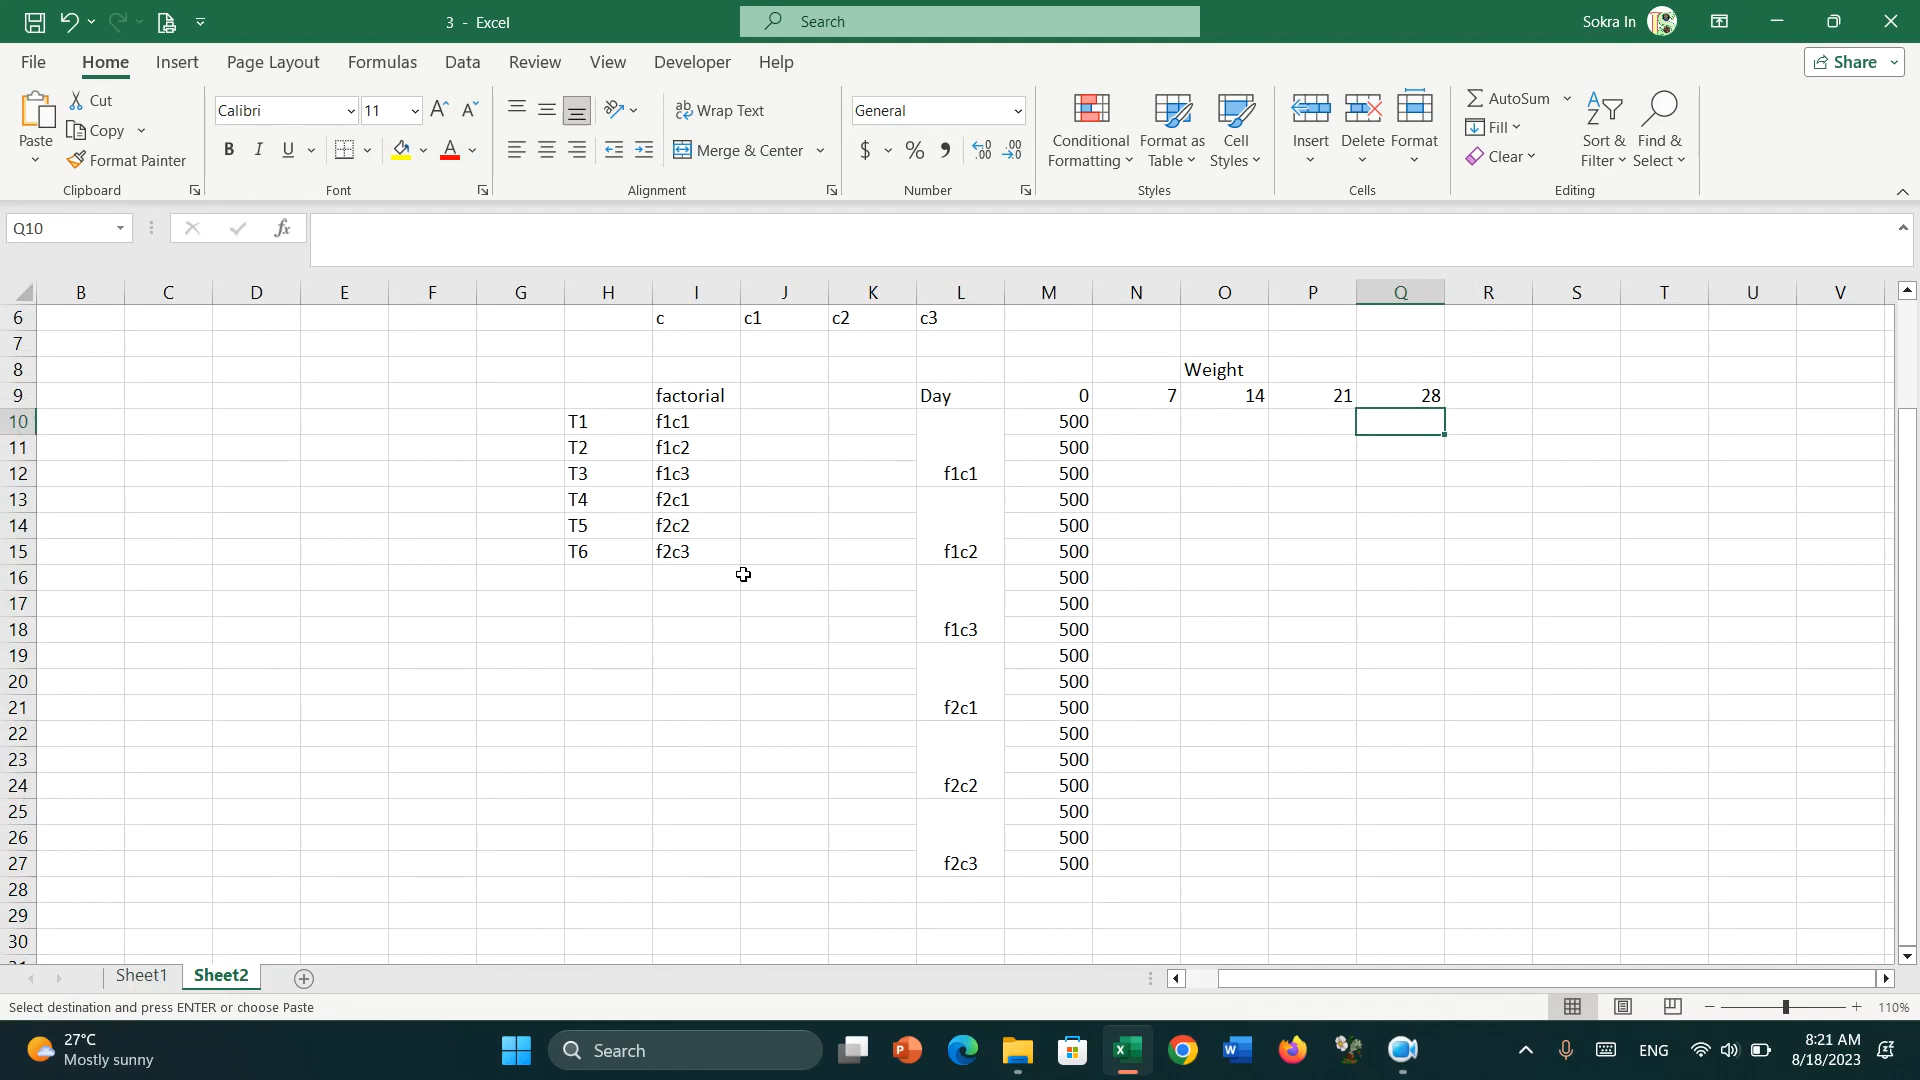 3 - Excel
Search
Sokra In
File Home Insert Page Layout Formulas Data Review View Developer Help
Share
Paste
Cut
Copy
Format Painter
Clipboard
Calibri 11
B I U
Font
Wrap Text
Merge & Center
Alignment
General
$ % ,
Number
Conditional Formatting
Format as Table
Cell Styles
Styles
Insert
Delete
Format
Cells
AutoSum
Fill
Clear
Sort & Filter
Find & Select
Editing
Q10
fx
B C D E F G H I J K L M N O P Q R S T U V
6 c c1 c2 c3
7
8 Weight
9 factorial Day 0 7 14 21 28
10 T1 f1c1 500
11 T2 f1c2 500
12 T3 f1c3 f1c1 500
13 T4 f2c1 500
14 T5 f2c2 500
15 T6 f2c3 f1c2 500
16 500
17 500
18 f1c3 500
19 500
20 500
21 f2c1 500
22 500
23 500
24 f2c2 500
25 500
26 500
27 f2c3 500
28
29
30
Sheet1 Sheet2
Select destination and press ENTER or choose Paste
110%
27°C
Mostly sunny
Search
ENG
8:21 AM
8/18/2023